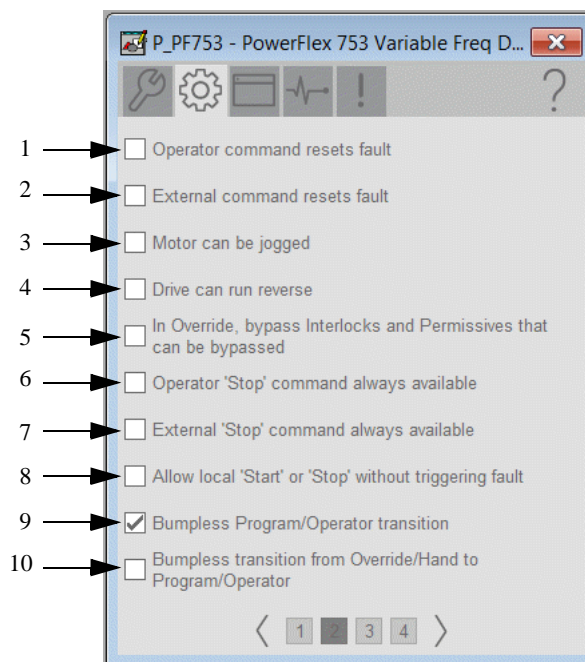 P_PF753 - PowerFlex 753 Variable Freq D...
?
1 Operator command resets fault
2 External command resets fault
3 Motor can be jogged
4 Drive can run reverse
5 In Override, bypass Interlocks and Permissives that
can be bypassed
6 Operator 'Stop' command always available
7 External 'Stop' command always available
8 Allow local 'Start' or 'Stop' without triggering fault
9 Bumpless Program/Operator transition
10 Bumpless transition from Override/Hand to
Program/Operator
1 2 3 4